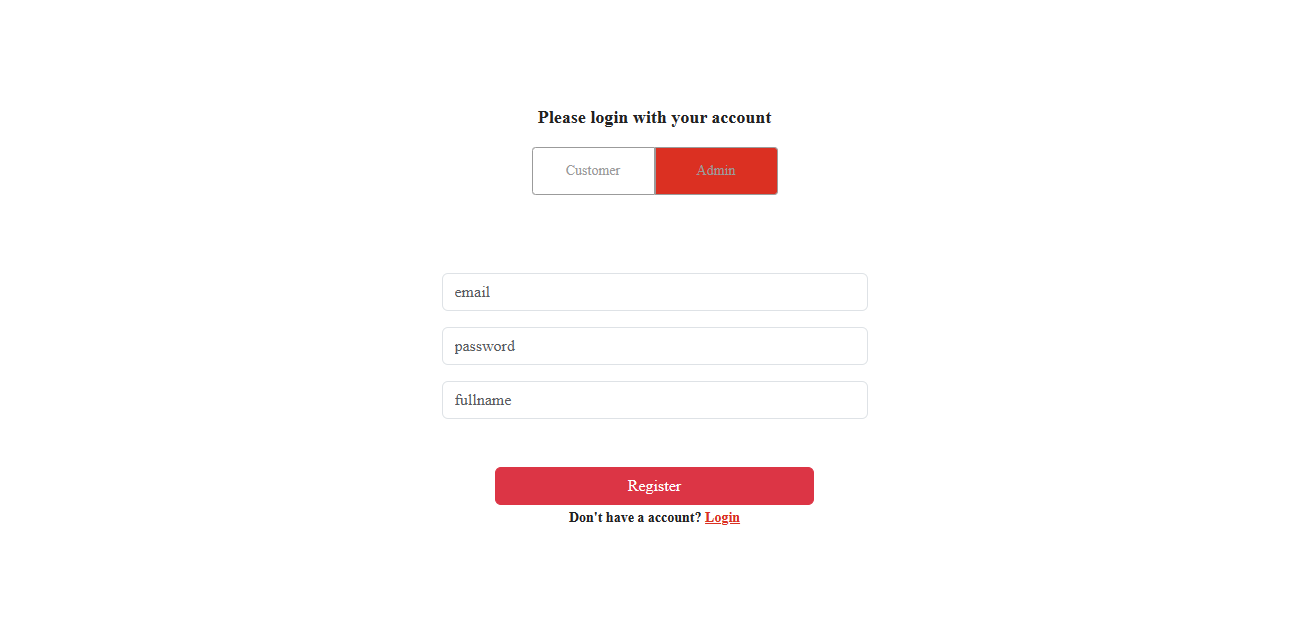 Please login with your account
Customer Admin
email
password
fullname
Register
Don't have a account? Login